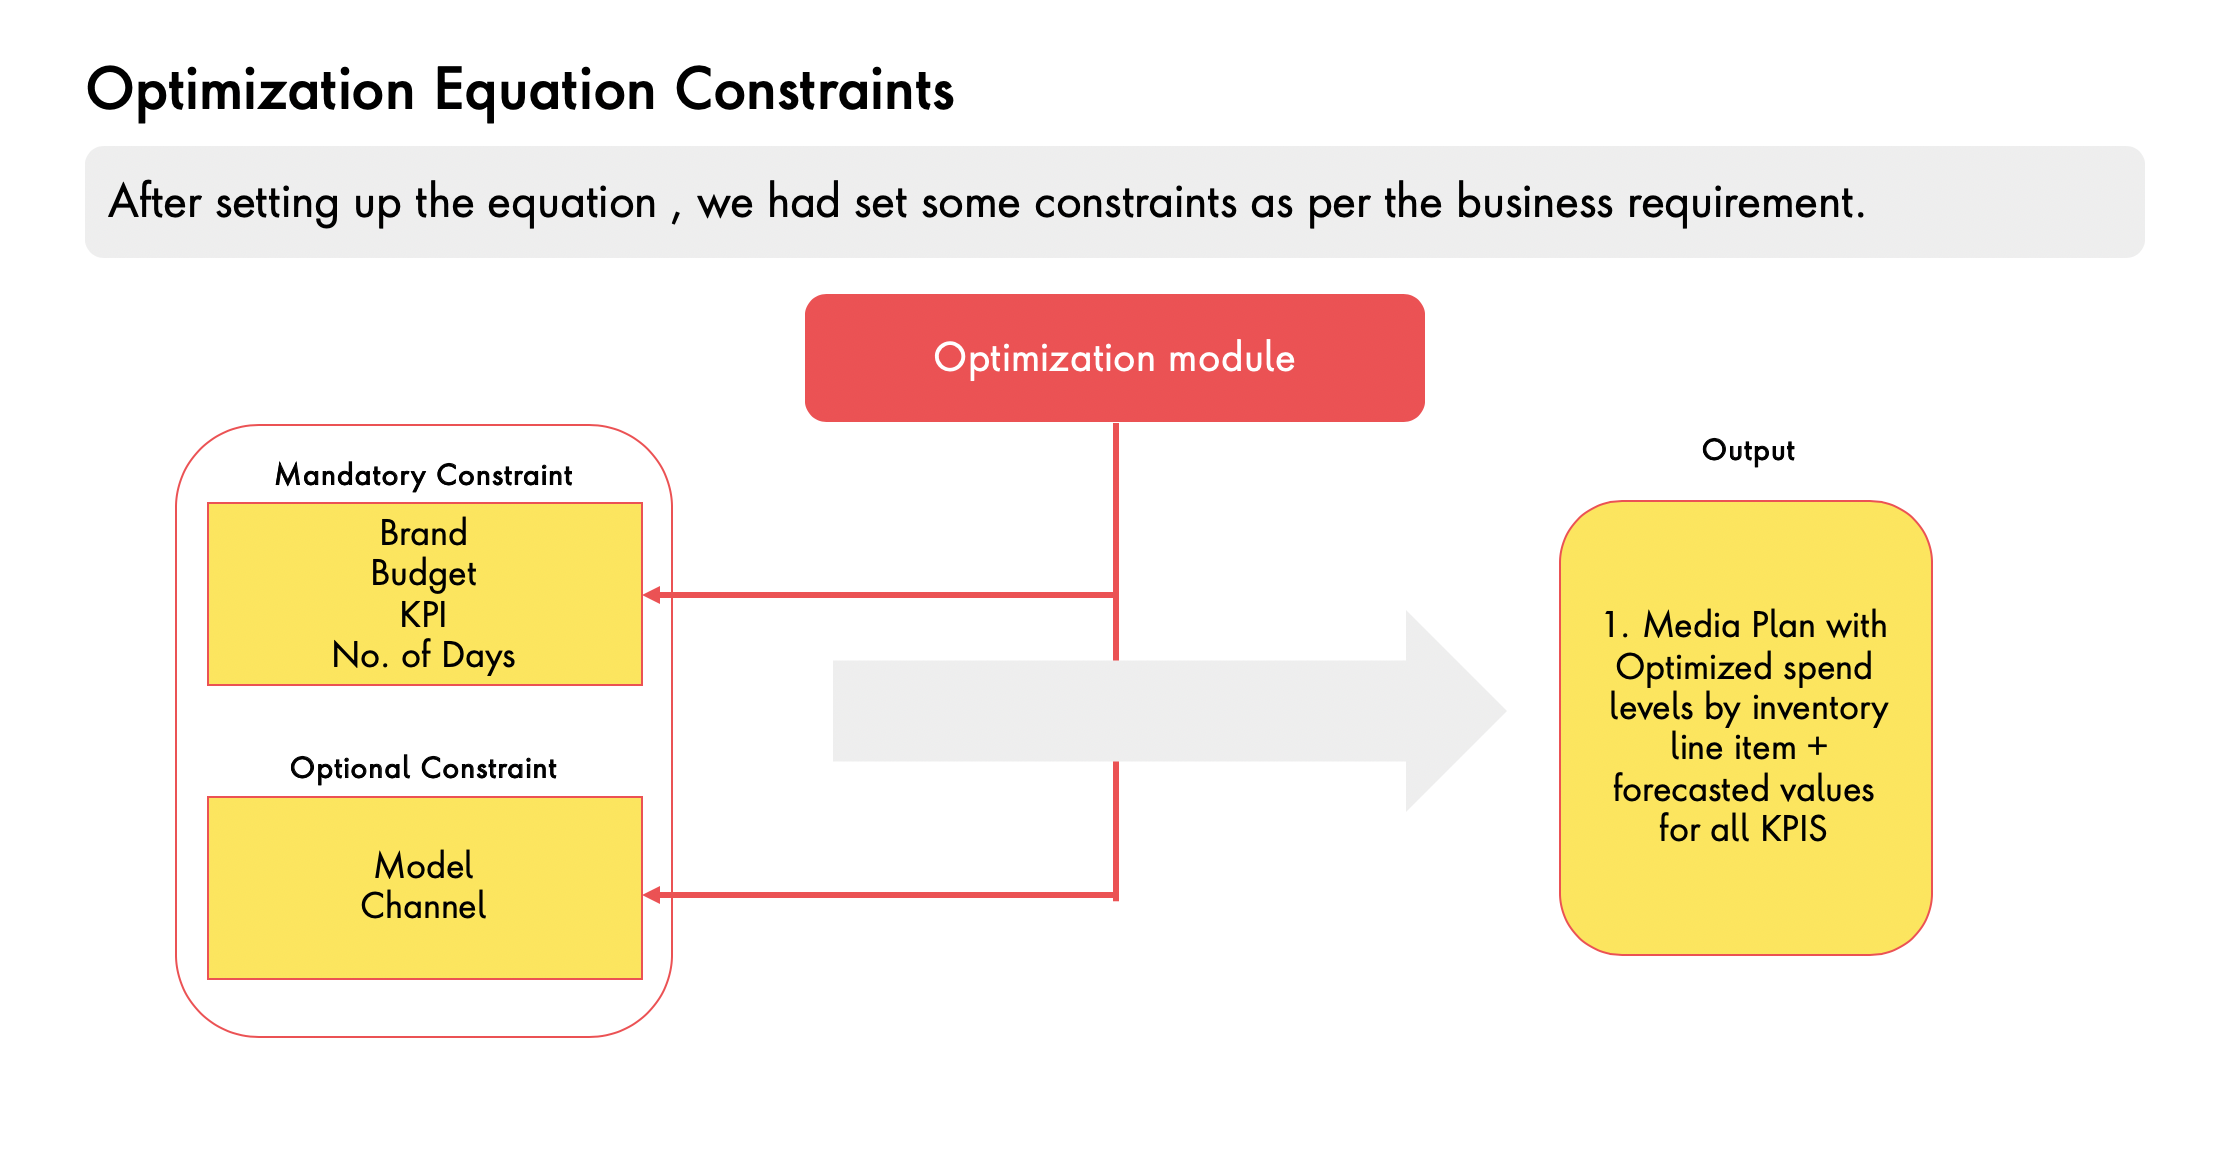 Optimization Equation Constraints
After setting up the equation , we had set some constraints as per the business requirement.
Optimization module
Mandatory Constraint
Brand
Budget
KPI
No. of Days
Optional Constraint
Model
Channel
Output
1. Media Plan with
Optimized spend
levels by inventory
line item +
forecasted values
for all KPIS